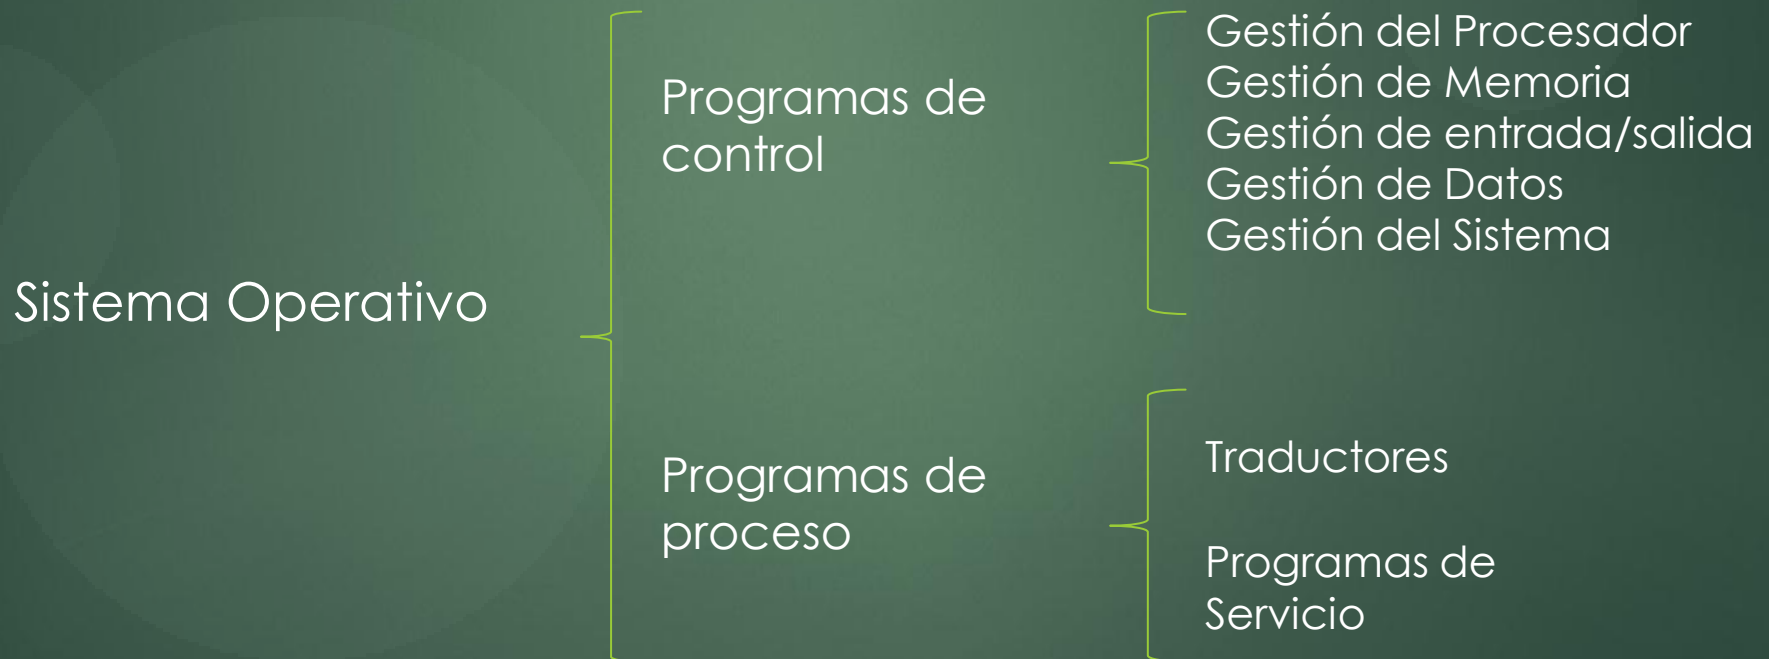 Sistema Operativo
Programas de
control
Gestión del Procesador
Gestión de Memoria
Gestión de entrada/salida
Gestión de Datos
Gestión del Sistema
Programas de
proceso
Traductores
Programas de
Servicio